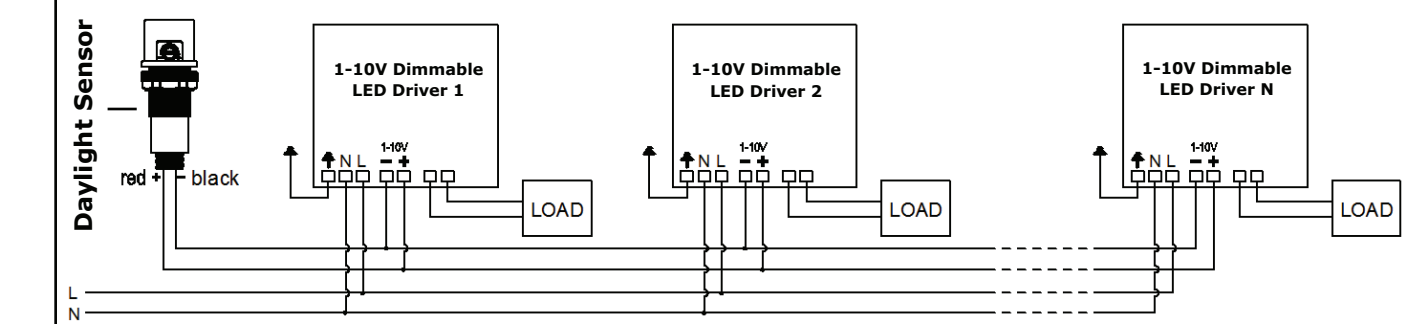 Daylight Sensor
red + - black
1-10V Dimmable
LED Driver 1
1-10V
N L - +
LOAD
1-10V Dimmable
LED Driver 2
1-10V
N L - +
LOAD
1-10V Dimmable
LED Driver N
1-10V
N L - +
LOAD
L
N